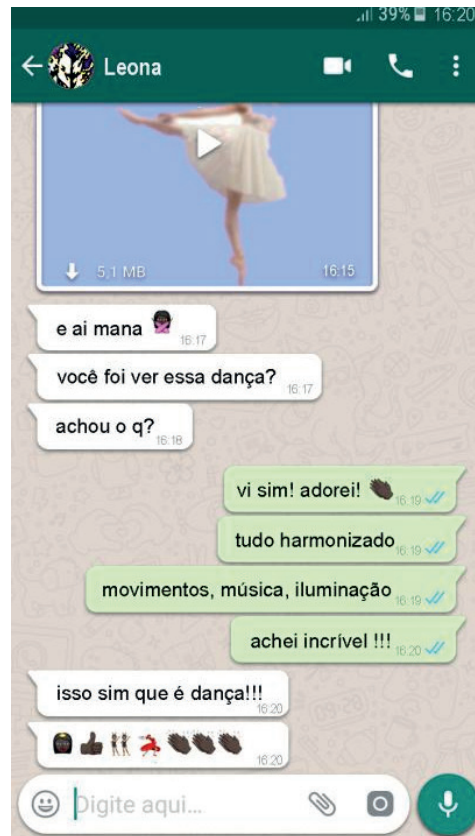 39% 16:20
Leona
5,1 MB 16:15
e ai mana 16:17
você foi ver essa dança? 16:17
achou o q? 16:18
vi sim! adorei! 16:19
tudo harmonizado 16:19
movimentos, música, iluminação 16:19
achei incrível !!! 16:20
isso sim que é dança!!! 16:20
16:20
Digite aqui...